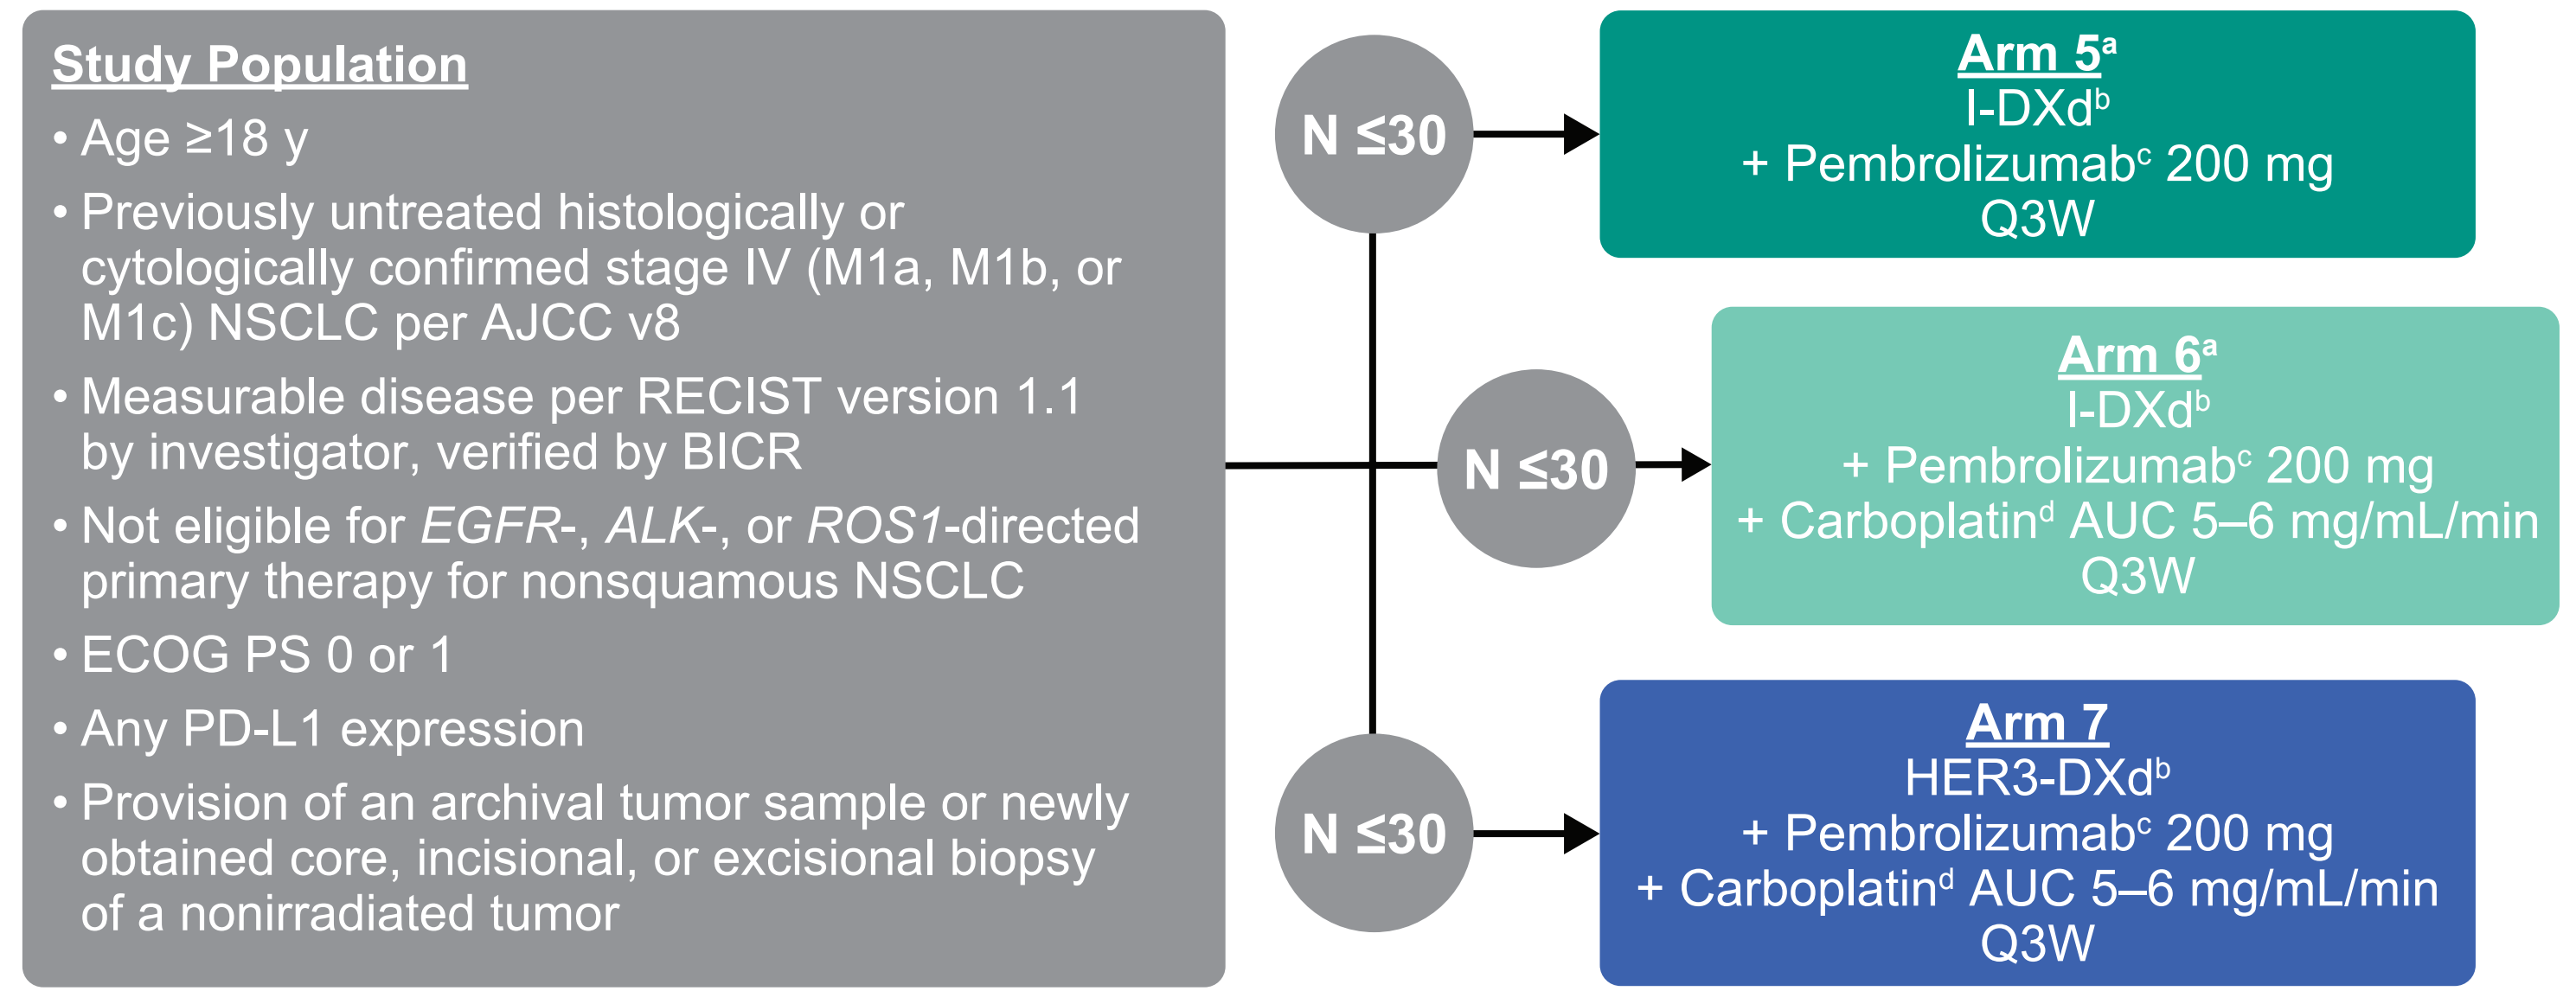 Study Population
• Age ≥18 y
• Previously untreated histologically or
cytologically confirmed stage IV (M1a, M1b, or
M1c) NSCLC per AJCC v8
• Measurable disease per RECIST version 1.1
by investigator, verified by BICR
• Not eligible for EGFR-, ALK-, or ROS1-directed
primary therapy for nonsquamous NSCLC
• ECOG PS 0 or 1
• Any PD-L1 expression
• Provision of an archival tumor sample or newly
obtained core, incisional, or excisional biopsy
of a nonirradiated tumor
N ≤30
Arm 5ᵃ
I-DXdᵇ
+ Pembrolizumabᶜ 200 mg
Q3W
N ≤30
Arm 6ᵃ
I-DXdᵇ
+ Pembrolizumabᶜ 200 mg
+ Carboplatinᵈ AUC 5–6 mg/mL/min
Q3W
N ≤30
Arm 7
HER3-DXdᵇ
+ Pembrolizumabᶜ 200 mg
+ Carboplatinᵈ AUC 5–6 mg/mL/min
Q3W